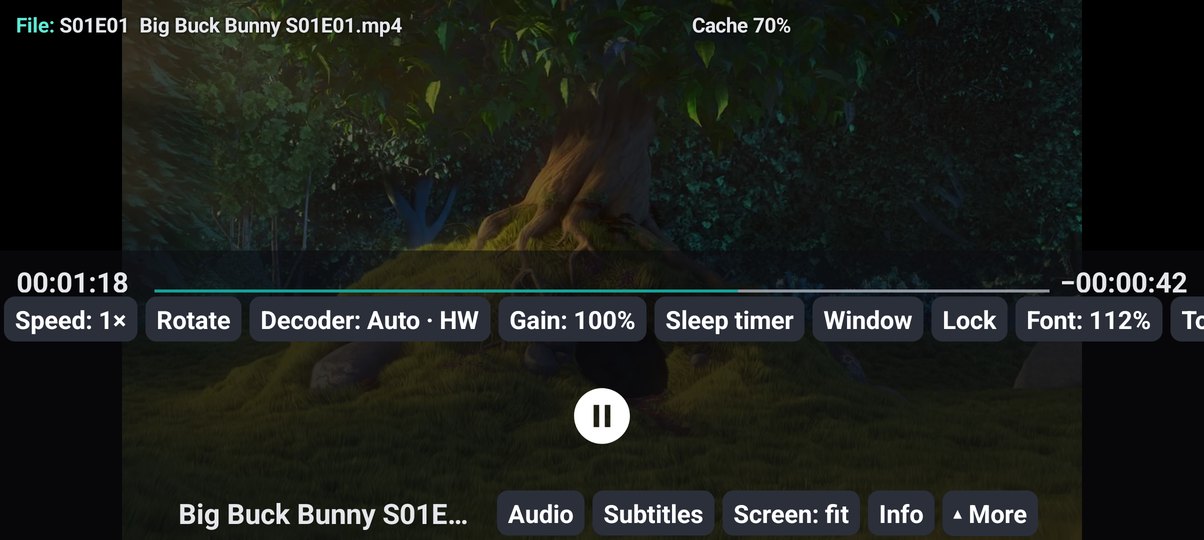 File: S01E01 Big Buck Bunny S01E01.mp4
Cache 70%
00:01:18
−00:00:42
Speed: 1× Rotate Decoder: Auto · HW Gain: 100% Sleep timer Window Lock Font: 112%
Big Buck Bunny S01E… Audio Subtitles Screen: fit Info ▲ More